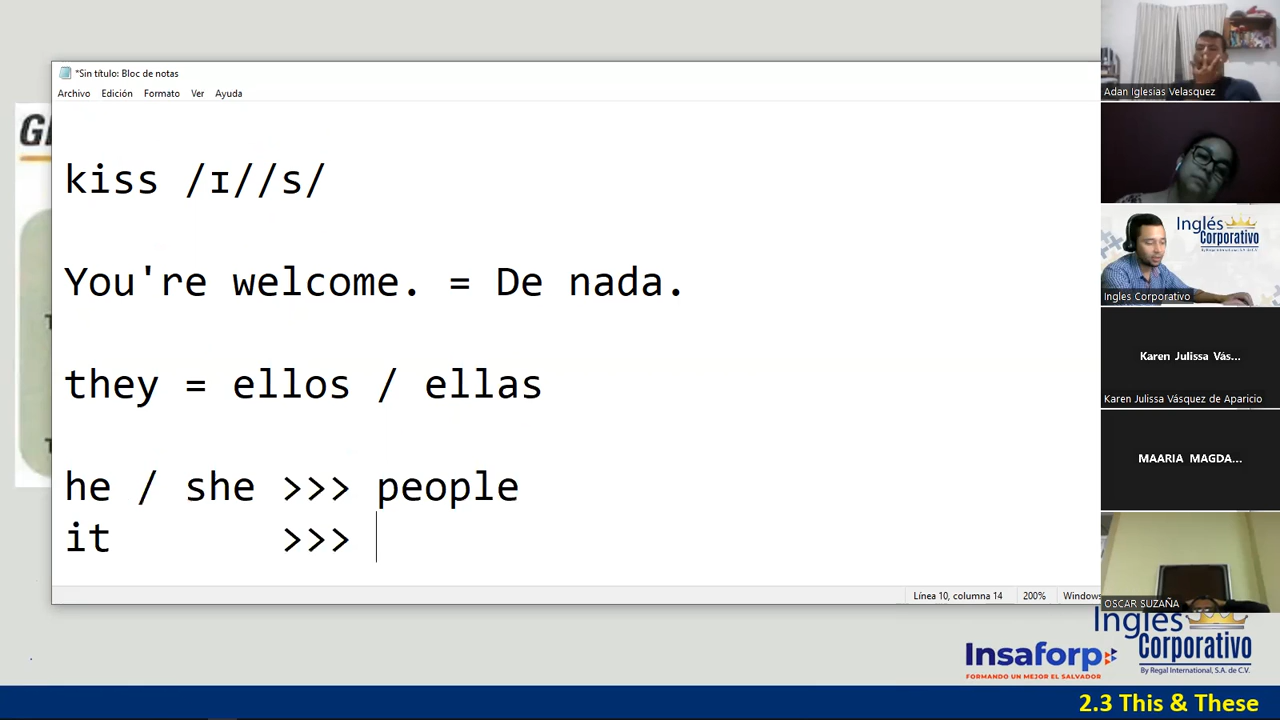 *Sin título: Bloc de notas
Archivo Edición Formato Ver Ayuda
kiss /ɪ//s/
You're welcome. = De nada.
they = ellos / ellas
he / she >>> people
it >>>
Línea 10, columna 14 200% Windows
Adan Iglesias Velasquez
Inglés
Corporativo
Ingles Corporativo
Karen Julissa Vás...
Karen Julissa Vásquez de Aparicio
MAARIA MAGDA...
OSCAR SUZAÑA
Inglés
Corporativo
By Regal International, S.A. de C.V.
Insaforp
FORMANDO UN MEJOR EL SALVADOR
2.3 This & These